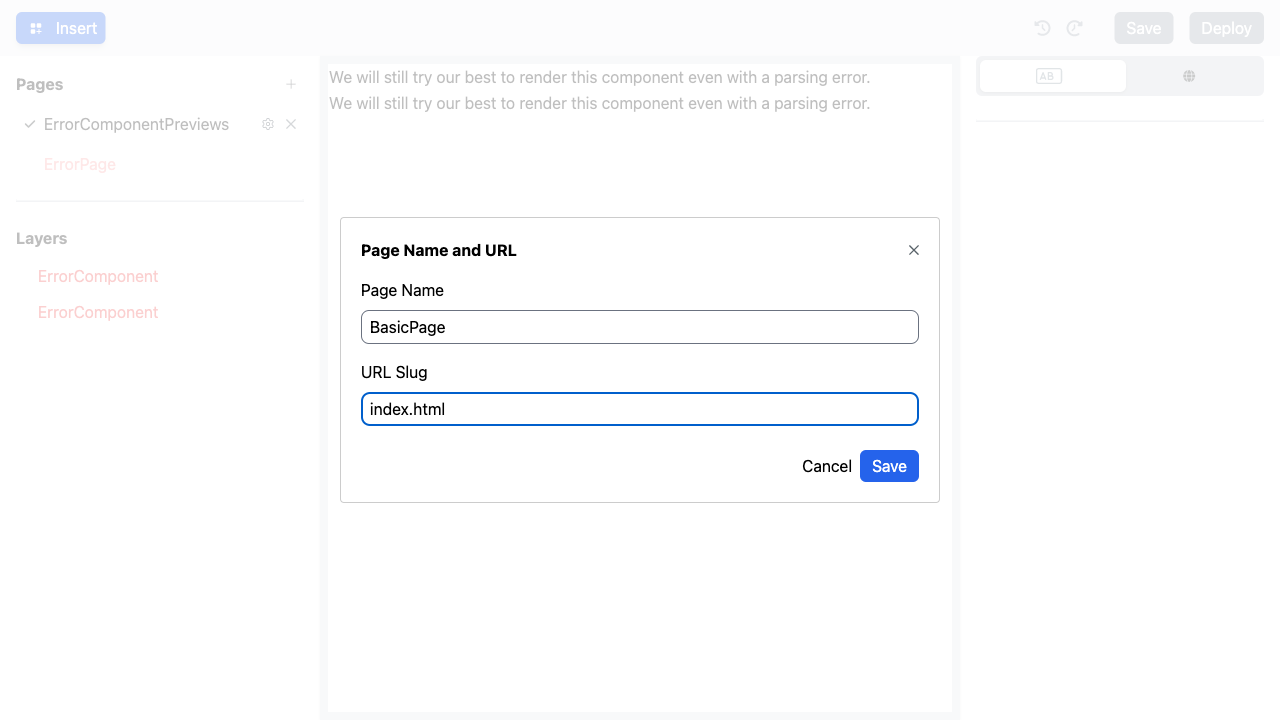 Insert
Save
Deploy
Pages
ErrorComponentPreviews
ErrorPage
Layers
ErrorComponent
ErrorComponent
We will still try our best to render this component even with a parsing error.
We will still try our best to render this component even with a parsing error.
AB
Page Name and URL
Page Name
BasicPage
URL Slug
index.html
Cancel
Save